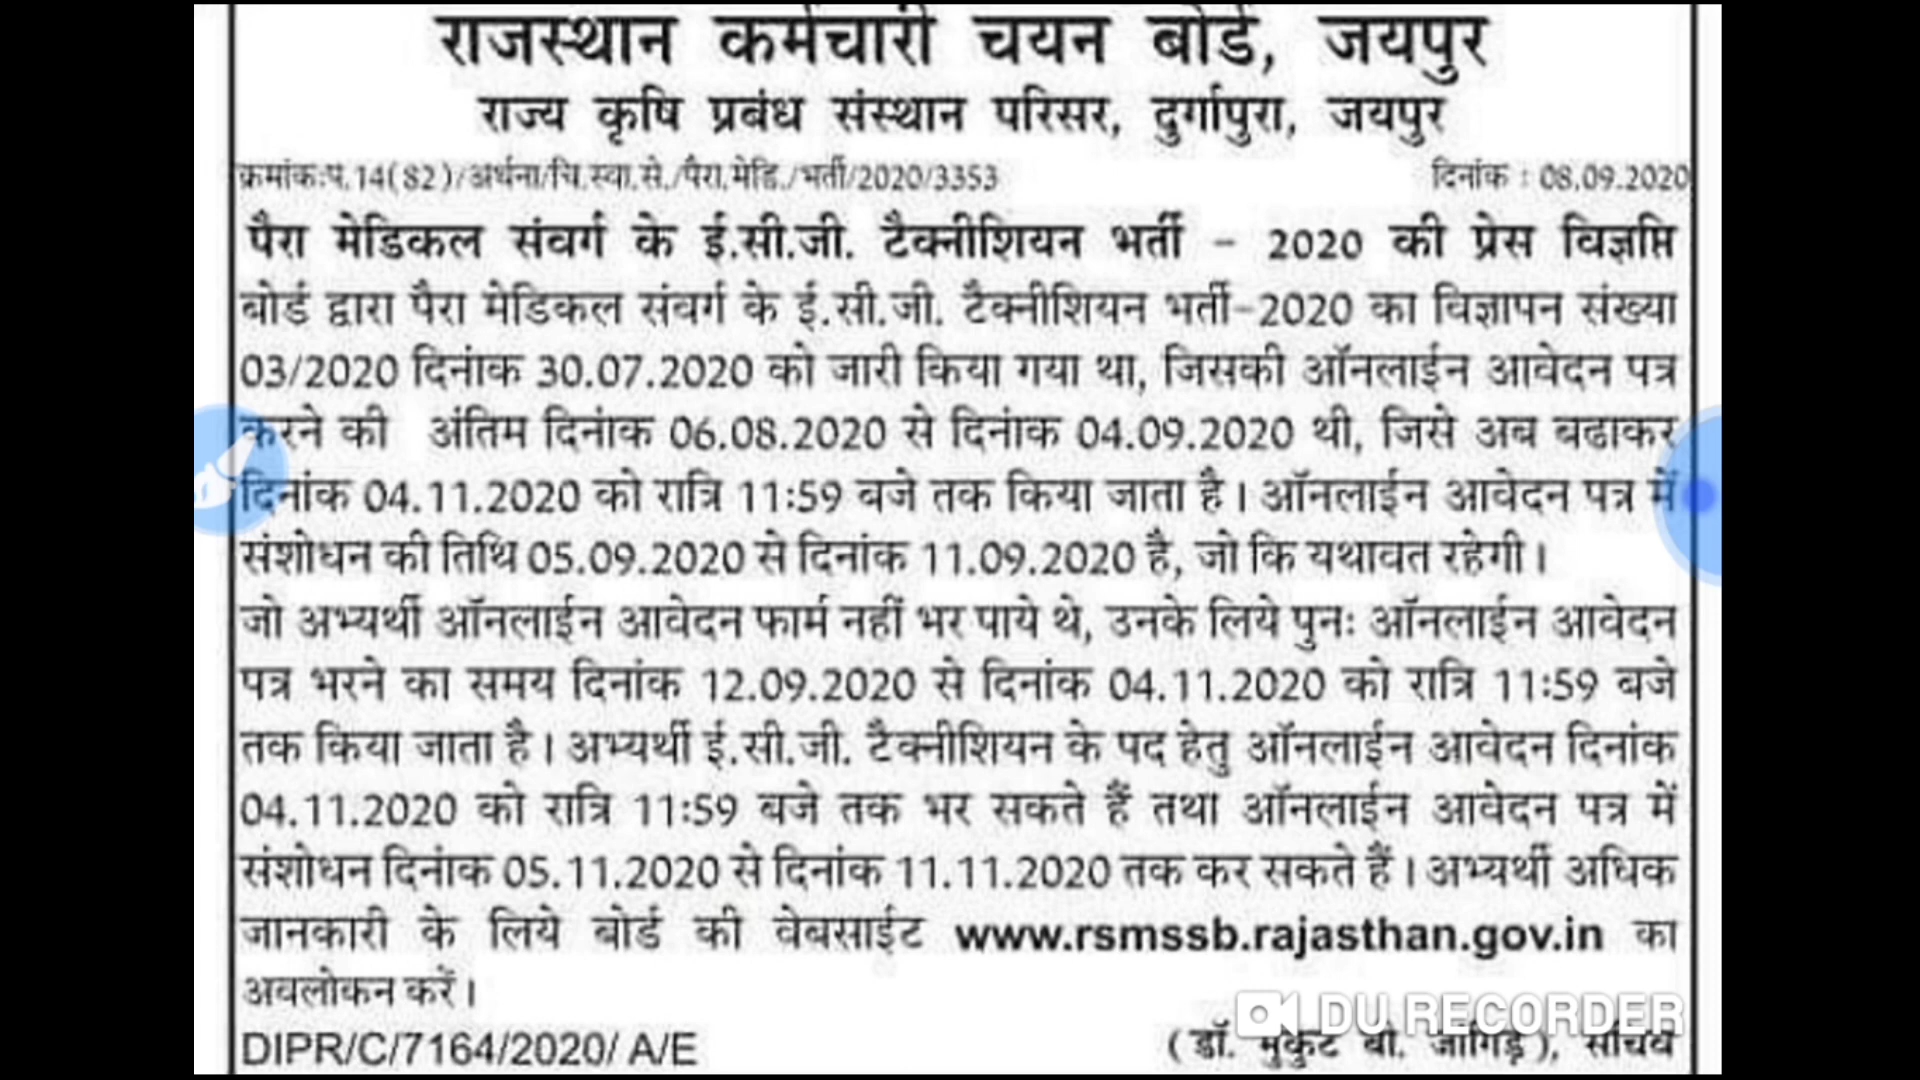 राजस्थान कर्मचारी चयन बोर्ड, जयपुर
राज्य कृषि प्रबंध संस्थान परिसर, दुर्गापुरा, जयपुर
क्रमांक:प.14(82)/अर्थना/चि.स्वा.से./पैरा.मेडि./भर्ती/2020/3353 दिनांक : 08.09.2020
पैरा मेडिकल संवर्ग के ई.सी.जी. टैक्नीशियन भर्ती - 2020 की प्रेस विज्ञप्ति
बोर्ड द्वारा पैरा मेडिकल संवर्ग के ई.सी.जी. टैक्नीशियन भर्ती-2020 का विज्ञापन संख्या
03/2020 दिनांक 30.07.2020 को जारी किया गया था, जिसकी ऑनलाईन आवेदन पत्र
करने की अंतिम दिनांक 06.08.2020 से दिनांक 04.09.2020 थी, जिसे अब बढाकर
दिनांक 04.11.2020 को रात्रि 11:59 बजे तक किया जाता है। ऑनलाईन आवेदन पत्र में
संशोधन की तिथि 05.09.2020 से दिनांक 11.09.2020 है, जो कि यथावत रहेगी।
जो अभ्यर्थी ऑनलाईन आवेदन फार्म नहीं भर पाये थे, उनके लिये पुनः ऑनलाईन आवेदन
पत्र भरने का समय दिनांक 12.09.2020 से दिनांक 04.11.2020 को रात्रि 11:59 बजे
तक किया जाता है। अभ्यर्थी ई.सी.जी. टैक्नीशियन के पद हेतु ऑनलाईन आवेदन दिनांक
04.11.2020 को रात्रि 11:59 बजे तक भर सकते हैं तथा ऑनलाईन आवेदन पत्र में
संशोधन दिनांक 05.11.2020 से दिनांक 11.11.2020 तक कर सकते हैं। अभ्यर्थी अधिक
जानकारी के लिये बोर्ड की वेबसाईट www.rsmssb.rajasthan.gov.in का
अवलोकन करें।
DU RECORDER
DIPR/C/7164/2020/ A/E (डॉ. मुकुट बी. जांगिड़), सचिव